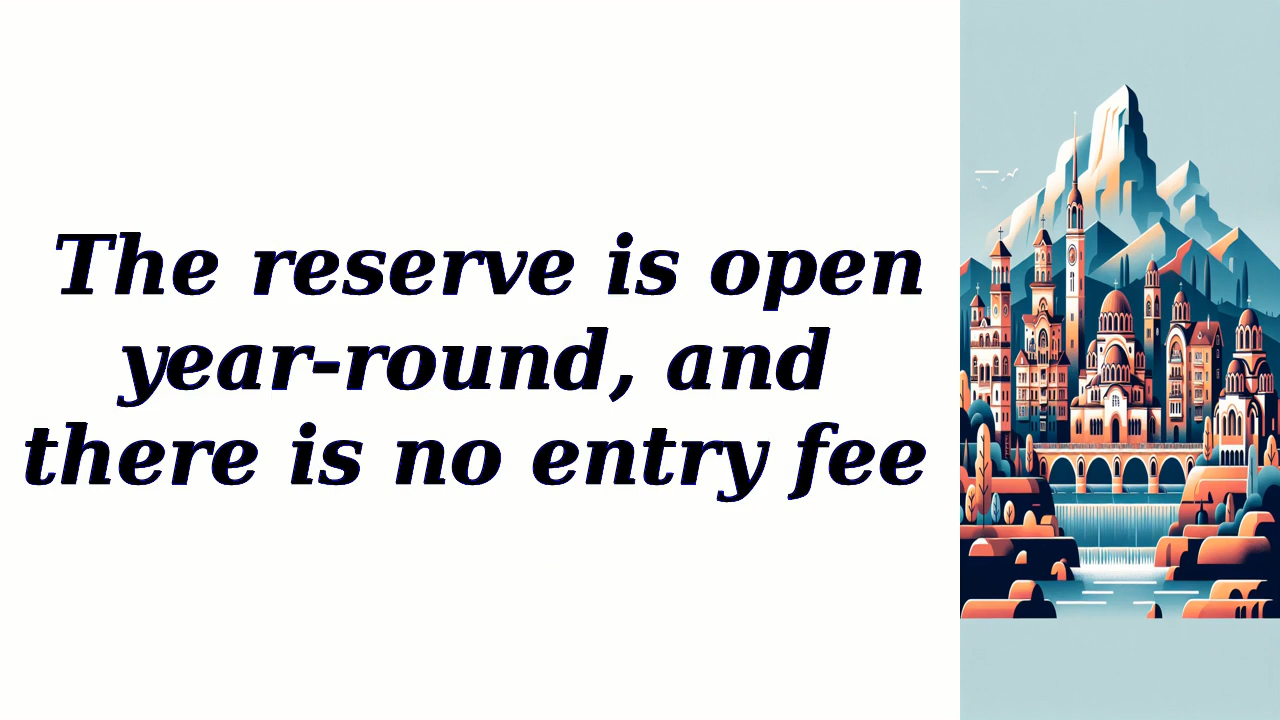 The reserve is open
year-round, and
there is no entry fee